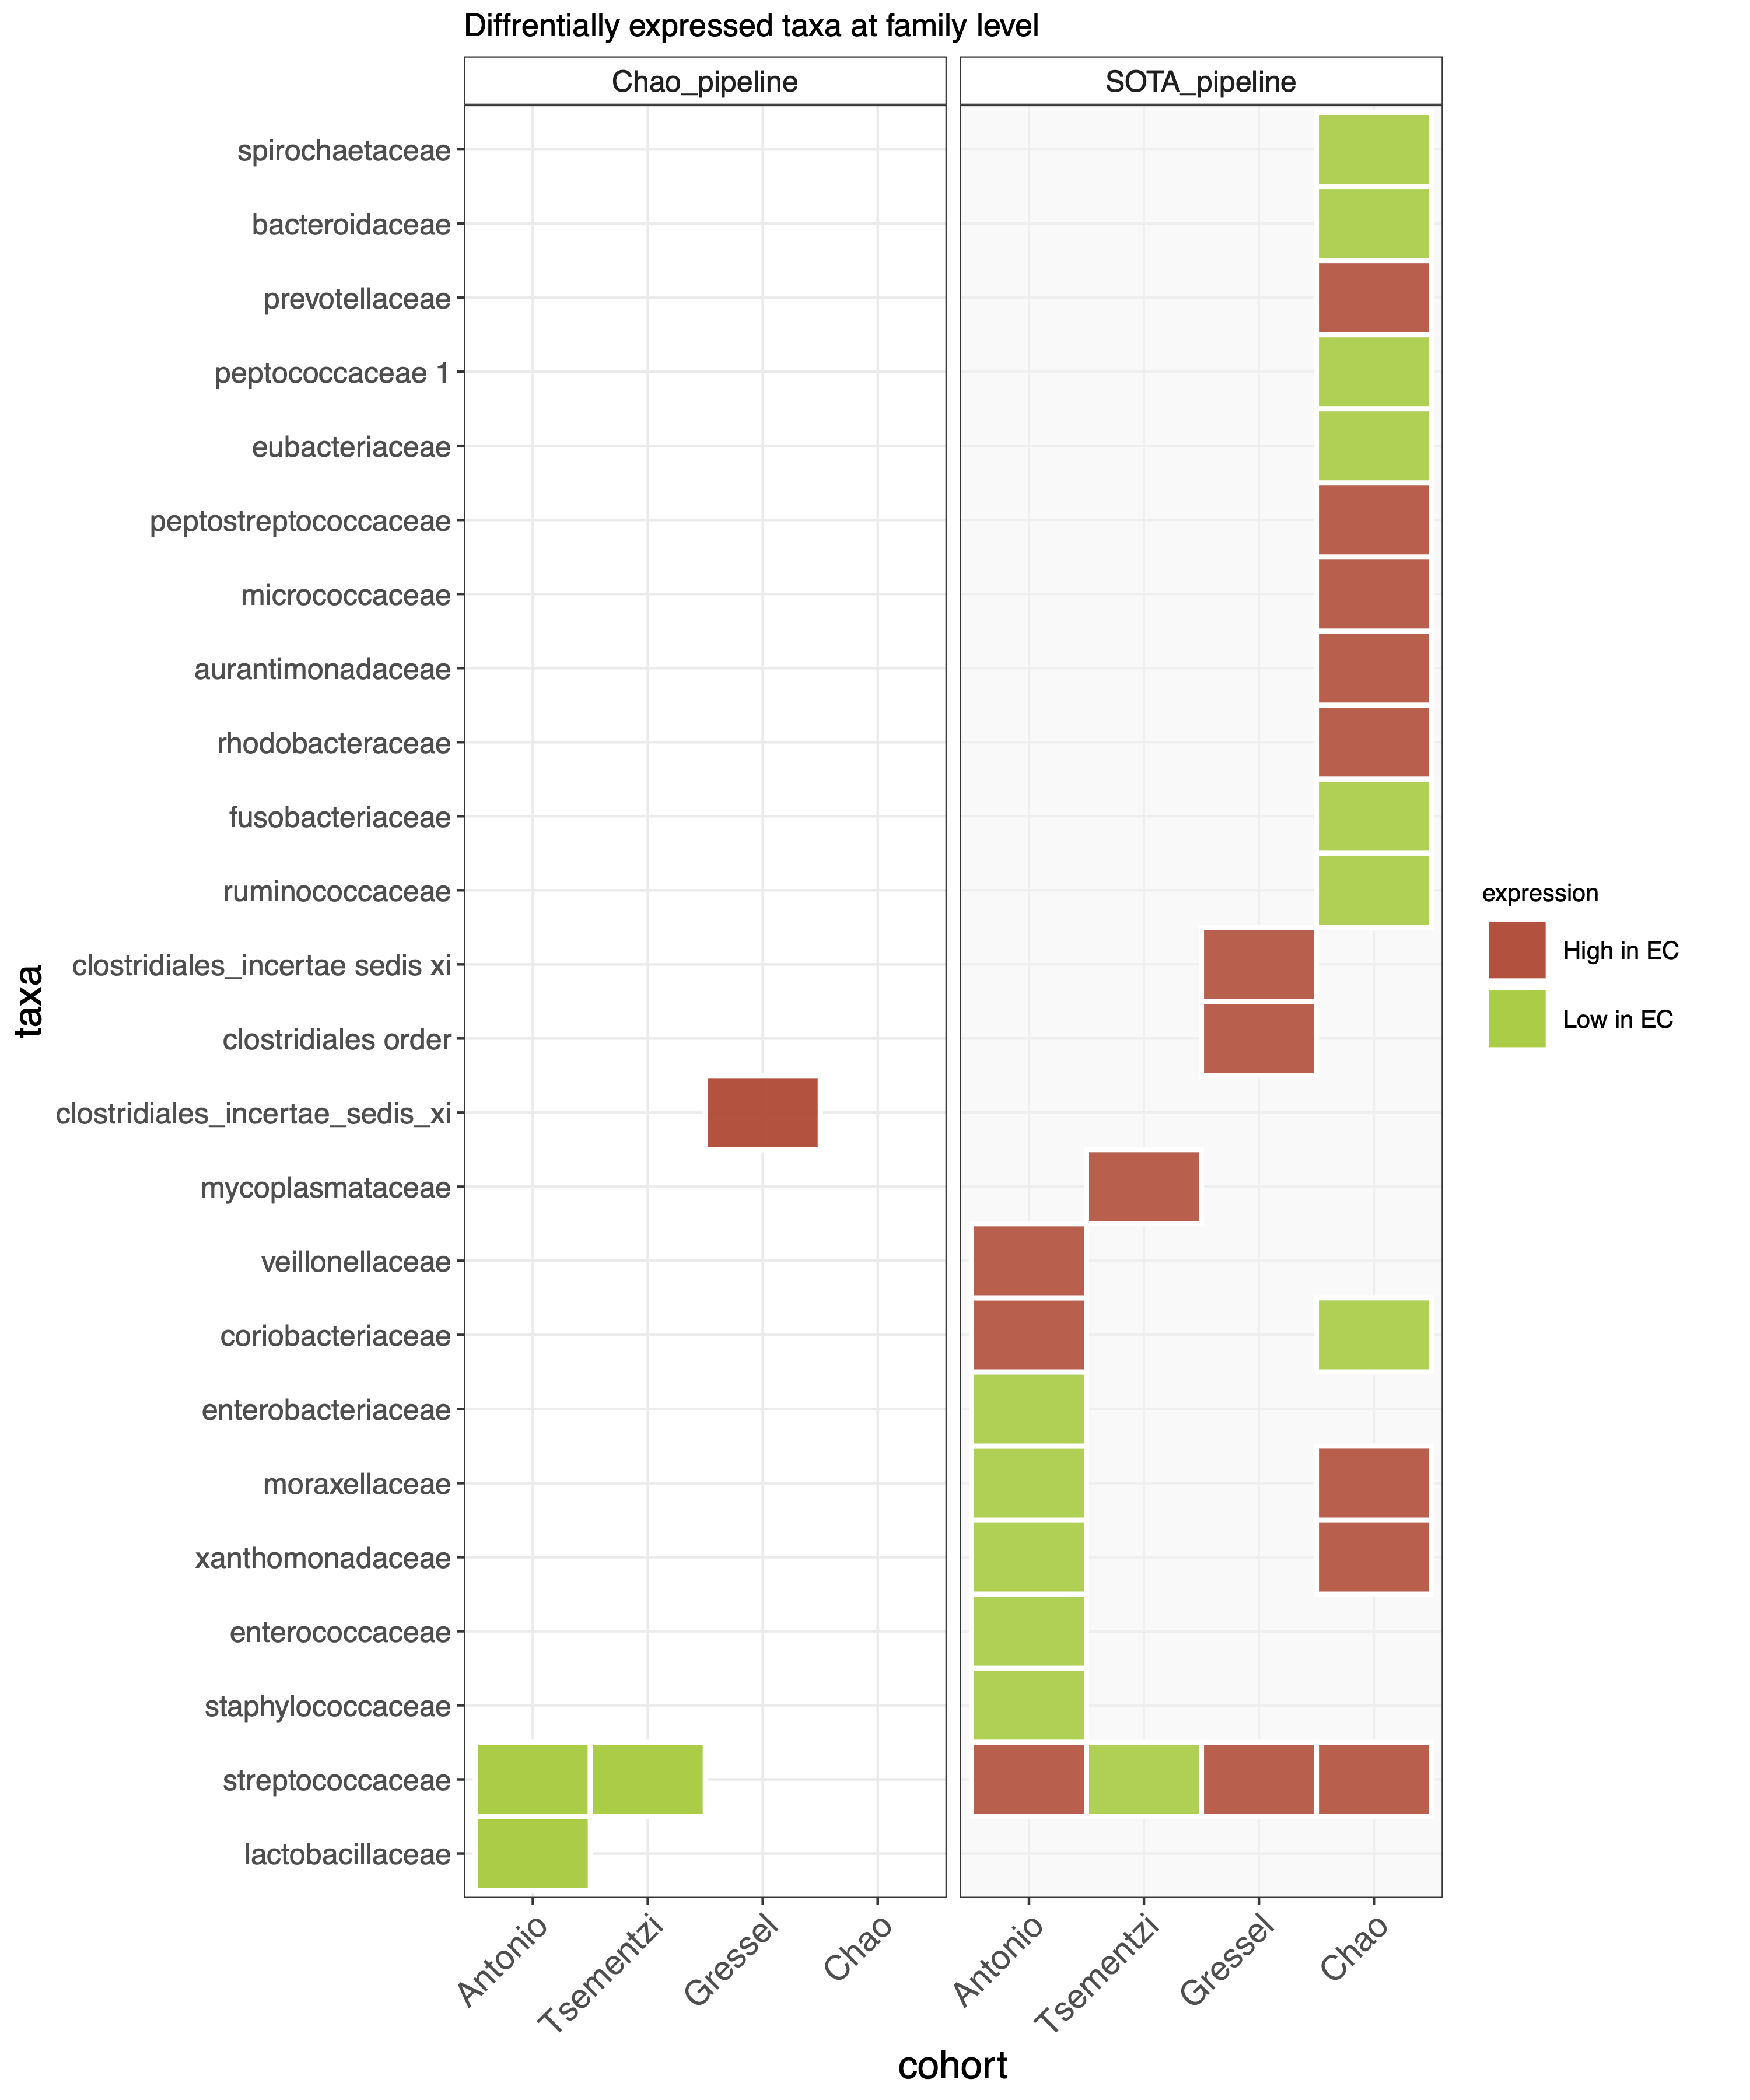 Diffrentially expressed taxa at family level
Chao_pipeline
SOTA_pipeline
spirochaetaceae
bacteroidaceae
prevotellaceae
peptococcaceae 1
eubacteriaceae
peptostreptococcaceae
micrococcaceae
aurantimonadaceae
rhodobacteraceae
fusobacteriaceae
ruminococcaceae
clostridiales_incertae sedis xi
clostridiales order
clostridiales_incertae_sedis_xi
mycoplasmataceae
veillonellaceae
coriobacteriaceae
enterobacteriaceae
moraxellaceae
xanthomonadaceae
enterococcaceae
staphylococcaceae
streptococcaceae
lactobacillaceae
taxa
Antonio
Tsementzi
Gressel
Chao
Antonio
Tsementzi
Gressel
Chao
cohort
expression
High in EC
Low in EC